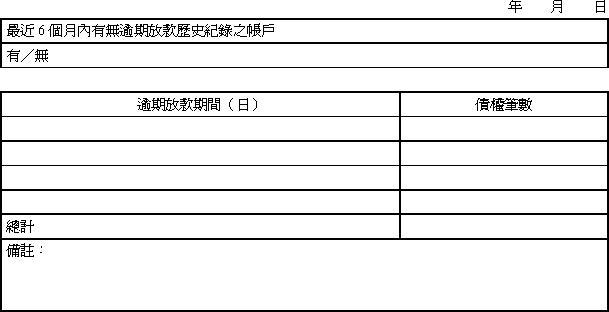 年　　月　　日
最近6個月內有無逾期放款歷史紀錄之帳戶
有／無
逾期放款期間（日）　債權筆數
總計
備註：